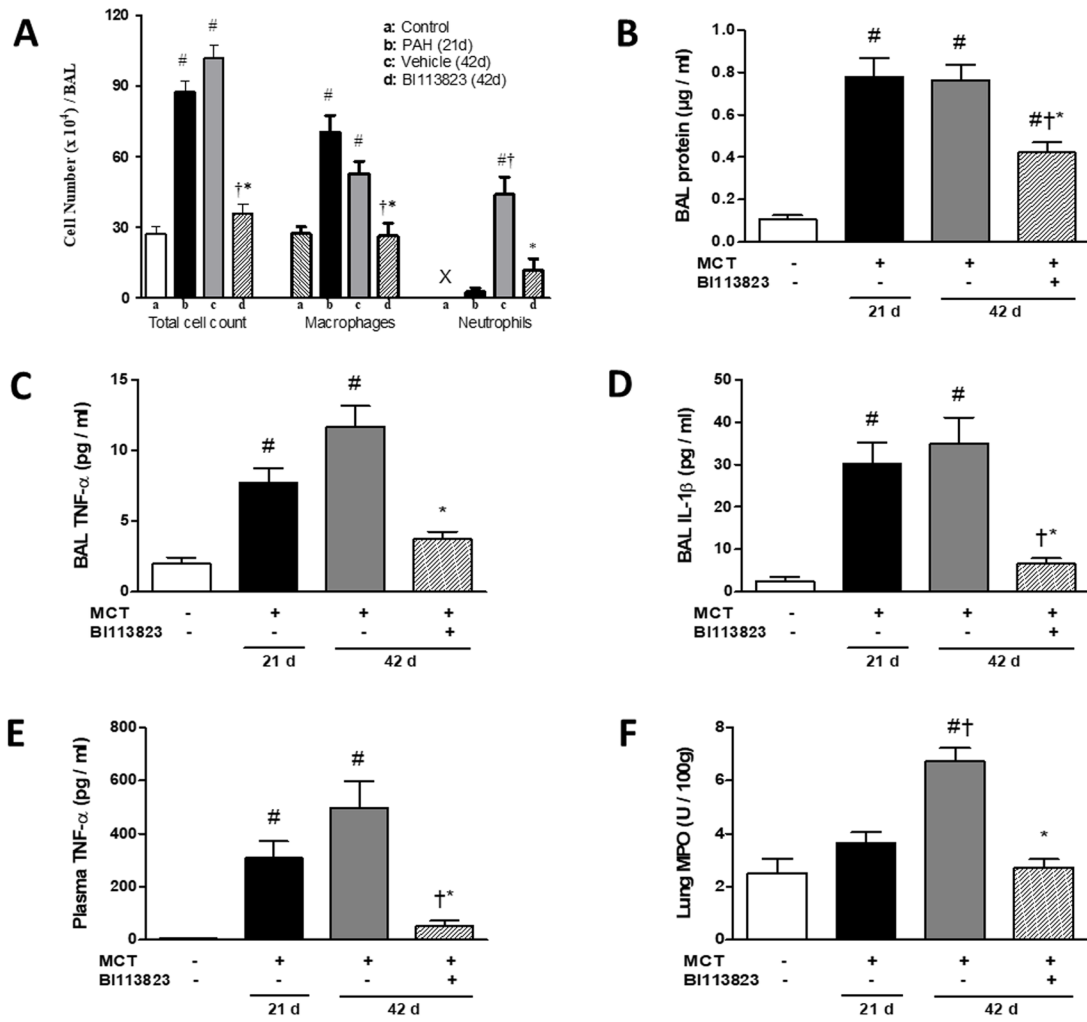 A
Cell Number (x 10⁴) / BAL
120
90
60
30
0
a: Control
b: PAH (21d)
c: Vehicle (42d)
d: BI113823 (42d)
# # †*
# # †*
X #† *
a b c d a b c d a b c d
Total cell count Macrophages Neutrophils
B
BAL protein (µg / ml)
1.0
0.8
0.6
0.4
0.2
0.0
# # #†*
MCT - + + +
BI113823 - - - +
21 d 42 d
C
BAL TNF-α (pg / ml)
15
10
5
0
# # *
MCT - + + +
BI113823 - - - +
21 d 42 d
D
BAL IL-1β (pg / ml)
50
40
30
20
10
0
# # †*
MCT - + + +
BI113823 - - - +
21 d 42 d
E
Plasma TNF-α (pg / ml)
800
600
400
200
0
# # †*
MCT - + + +
BI113823 - - - +
21 d 42 d
F
Lung MPO (U / 100g)
8
6
4
2
0
#† *
MCT - + + +
BI113823 - - - +
21 d 42 d